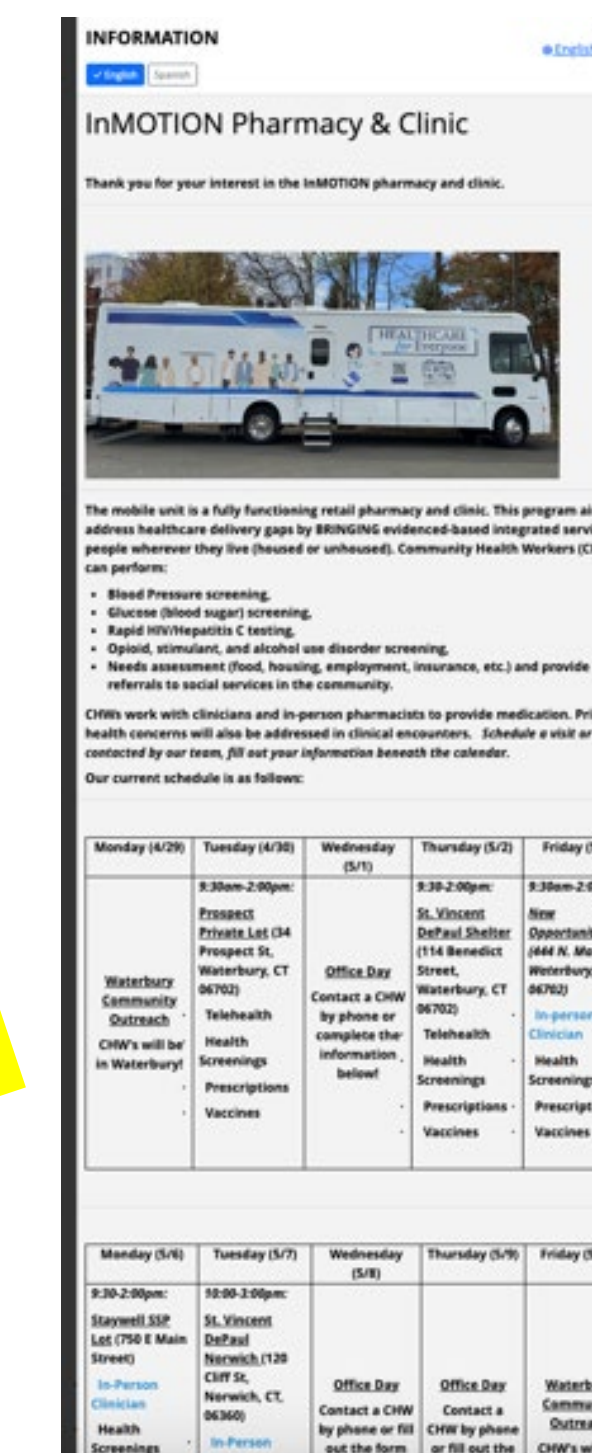 INFORMATION
English
✓ English Spanish
InMOTION Pharmacy & Clinic
Thank you for your interest in the InMOTION pharmacy and clinic.
HEALTHCARE
for Everyone
The mobile unit is a fully functioning retail pharmacy and clinic. This program
address healthcare delivery gaps by BRINGING evidenced-based integrated
people wherever they live (housed or unhoused). Community Health Workers
can perform:
• Blood Pressure screening,
• Glucose (blood sugar) screening,
• Rapid HIV/Hepatitis C testing,
• Opioid, stimulant, and alcohol use disorder screening,
• Needs assessment (food, housing, employment, insurance, etc.) and provide
referrals to social services in the community.
CHWs work with clinicians and in-person pharmacists to provide medication.
health concerns will also be addressed in clinical encounters. Schedule a visit or
contacted by our team, fill out your information beneath the calendar.
Our current schedule is as follows:
Monday (4/29) Tuesday (4/30) Wednesday Thursday (5/2) Friday
(5/1)
Waterbury
Community
Outreach
CHW's will be
in Waterbury!
9:30am-2:00pm:
Prospect
Private Lot (34
Prospect St,
Waterbury, CT
06702)
Telehealth
Health
Screenings
Prescriptions
Vaccines
Office Day
Contact a CHW
by phone or
complete the
information
below!
9:30-2:00pm:
St. Vincent
DePaul Shelter
(114 Benedict
Street,
Waterbury, CT
06702)
Telehealth
Health
Screenings
Prescriptions
Vaccines
New
(444 N.
Waterbury
06702)
In-person
Clinician
Health
Screenings
Vaccines
Monday (5/6) Tuesday (5/7) Wednesday Thursday (5/9) Friday
(5/8)
9:30-2:00pm:
Staywell SSP
Lot (750 E Main
Street)
In-Person
Clinician
Health
Screenings
10:00-3:00pm:
St. Vincent
DePaul
Norwich (120
Cliff St,
Norwich, CT,
06360)
In-Person
Office Day
Contact a CHW
by phone or fill
out the form
Office Day
Contact a
CHW by phone
or fill out the
CHW's